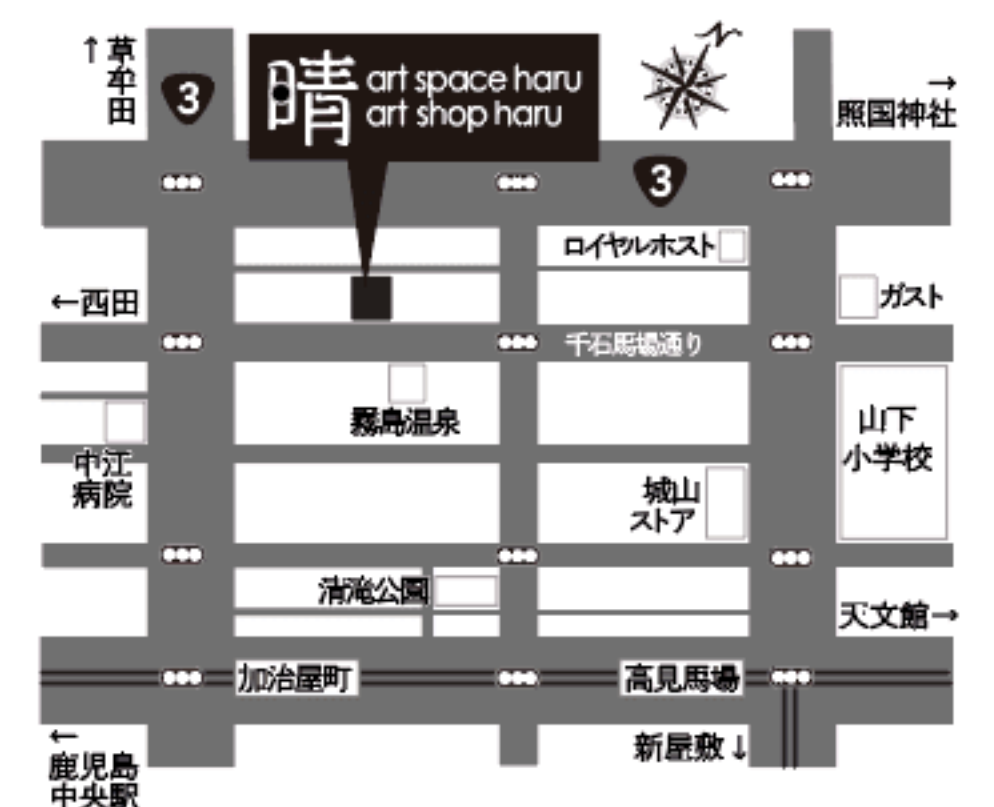 ↑草牟田
3
晴
art space haru
art shop haru
N
→
照国神社
3
ロイヤルホスト
←西田
ガスト
千石馬場通り
霧島温泉
中江
病院
山下
小学校
城山
ストア
清滝公園
天文館→
加治屋町
高見馬場
新屋敷↓
←
鹿児島
中央駅